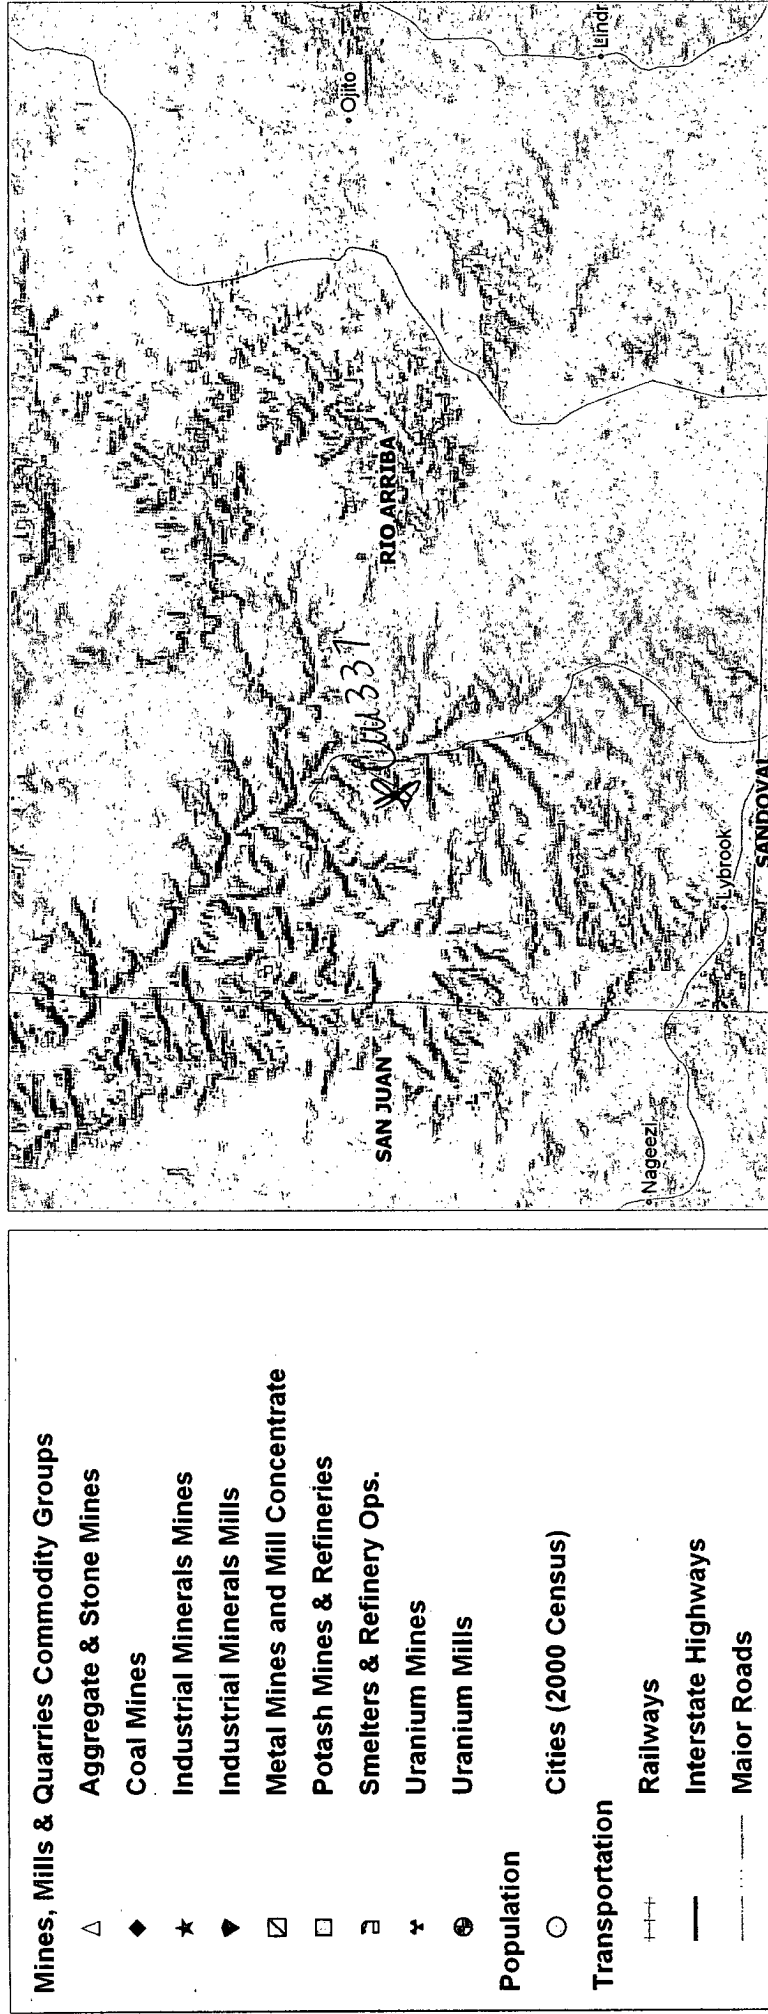 Mines, Mills & Quarries Commodity Groups
Aggregate & Stone Mines
Coal Mines
Industrial Minerals Mines
Industrial Minerals Mills
Metal Mines and Mill Concentrate
Potash Mines & Refineries
Smelters & Refinery Ops.
Uranium Mines
Uranium Mills
Population
Cities (2000 Census)
Transportation
Railways
Interstate Highways
Major Roads
Ojito
Lindr
RIO ARRIBA
SAN JUAN
Nageezi
Lybrook
SANDOVAL